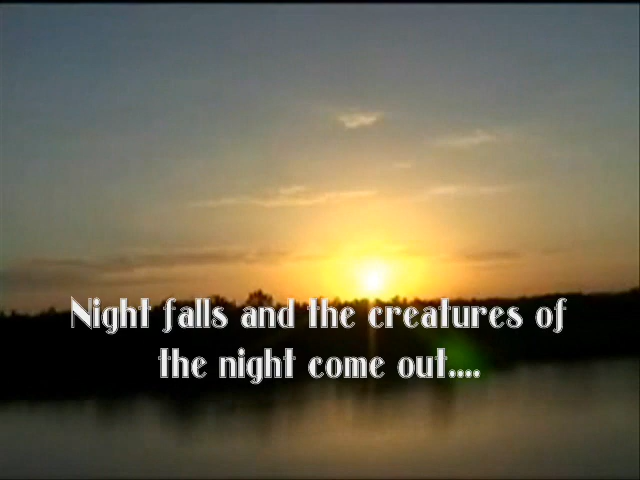 Night falls and the creatures of
the night come out....